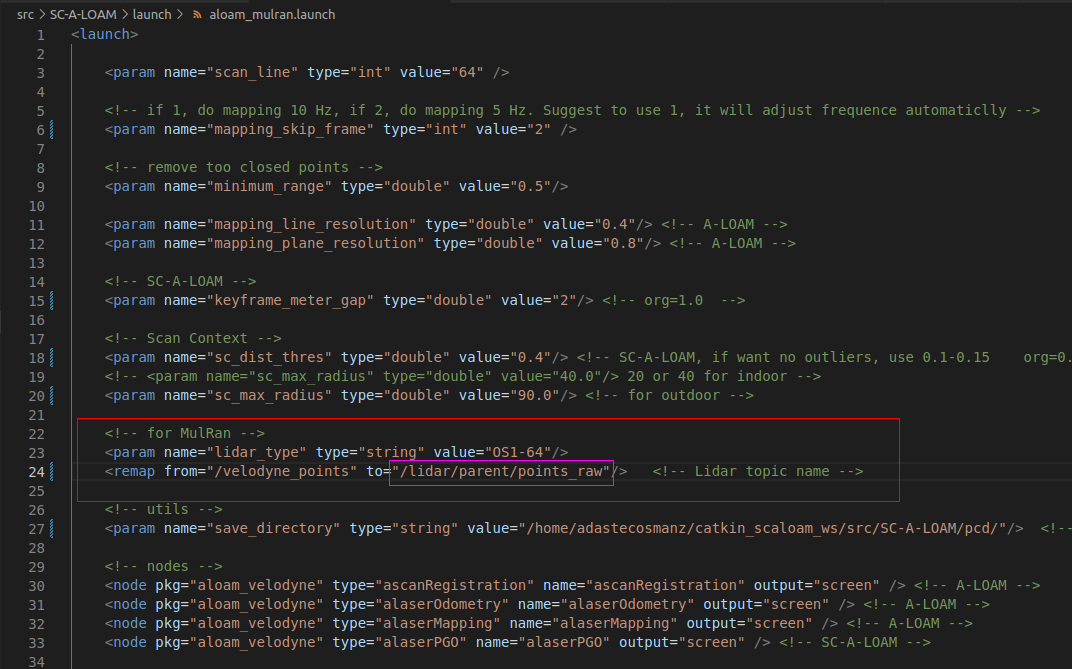 src > SC-A-LOAM > launch > aloam_mulran.launch
1 <launch>
2
3 <param name="scan_line" type="int" value="64" />
4
5 <!-- if 1, do mapping 10 Hz, if 2, do mapping 5 Hz. Suggest to use 1, it will adjust frequence automaticlly -->
6 <param name="mapping_skip_frame" type="int" value="2" />
7
8 <!-- remove too closed points -->
9 <param name="minimum_range" type="double" value="0.5"/>
10
11 <param name="mapping_line_resolution" type="double" value="0.4"/> <!-- A-LOAM -->
12 <param name="mapping_plane_resolution" type="double" value="0.8"/> <!-- A-LOAM -->
13
14 <!-- SC-A-LOAM -->
15 <param name="keyframe_meter_gap" type="double" value="2"/> <!-- org=1.0 -->
16
17 <!-- Scan Context -->
18 <param name="sc_dist_thres" type="double" value="0.4"/> <!-- SC-A-LOAM, if want no outliers, use 0.1-0.15 org=0.
19 <!-- <param name="sc_max_radius" type="double" value="40.0"/> 20 or 40 for indoor -->
20 <param name="sc_max_radius" type="double" value="90.0"/> <!-- for outdoor -->
21
22 <!-- for MulRan -->
23 <param name="lidar_type" type="string" value="OS1-64"/>
24 <remap from="/velodyne_points" to="/lidar/parent/points_raw"/> <!-- Lidar topic name -->
25
26 <!-- utils -->
27 <param name="save_directory" type="string" value="/home/adastecosmanz/catkin_scaloam_ws/src/SC-A-LOAM/pcd/"/> <!--
28
29 <!-- nodes -->
30 <node pkg="aloam_velodyne" type="ascanRegistration" name="ascanRegistration" output="screen" /> <!-- A-LOAM -->
31 <node pkg="aloam_velodyne" type="alaserOdometry" name="alaserOdometry" output="screen" /> <!-- A-LOAM -->
32 <node pkg="aloam_velodyne" type="alaserMapping" name="alaserMapping" output="screen" /> <!-- A-LOAM -->
33 <node pkg="aloam_velodyne" type="alaserPGO" name="alaserPGO" output="screen" /> <!-- SC-A-LOAM -->
34